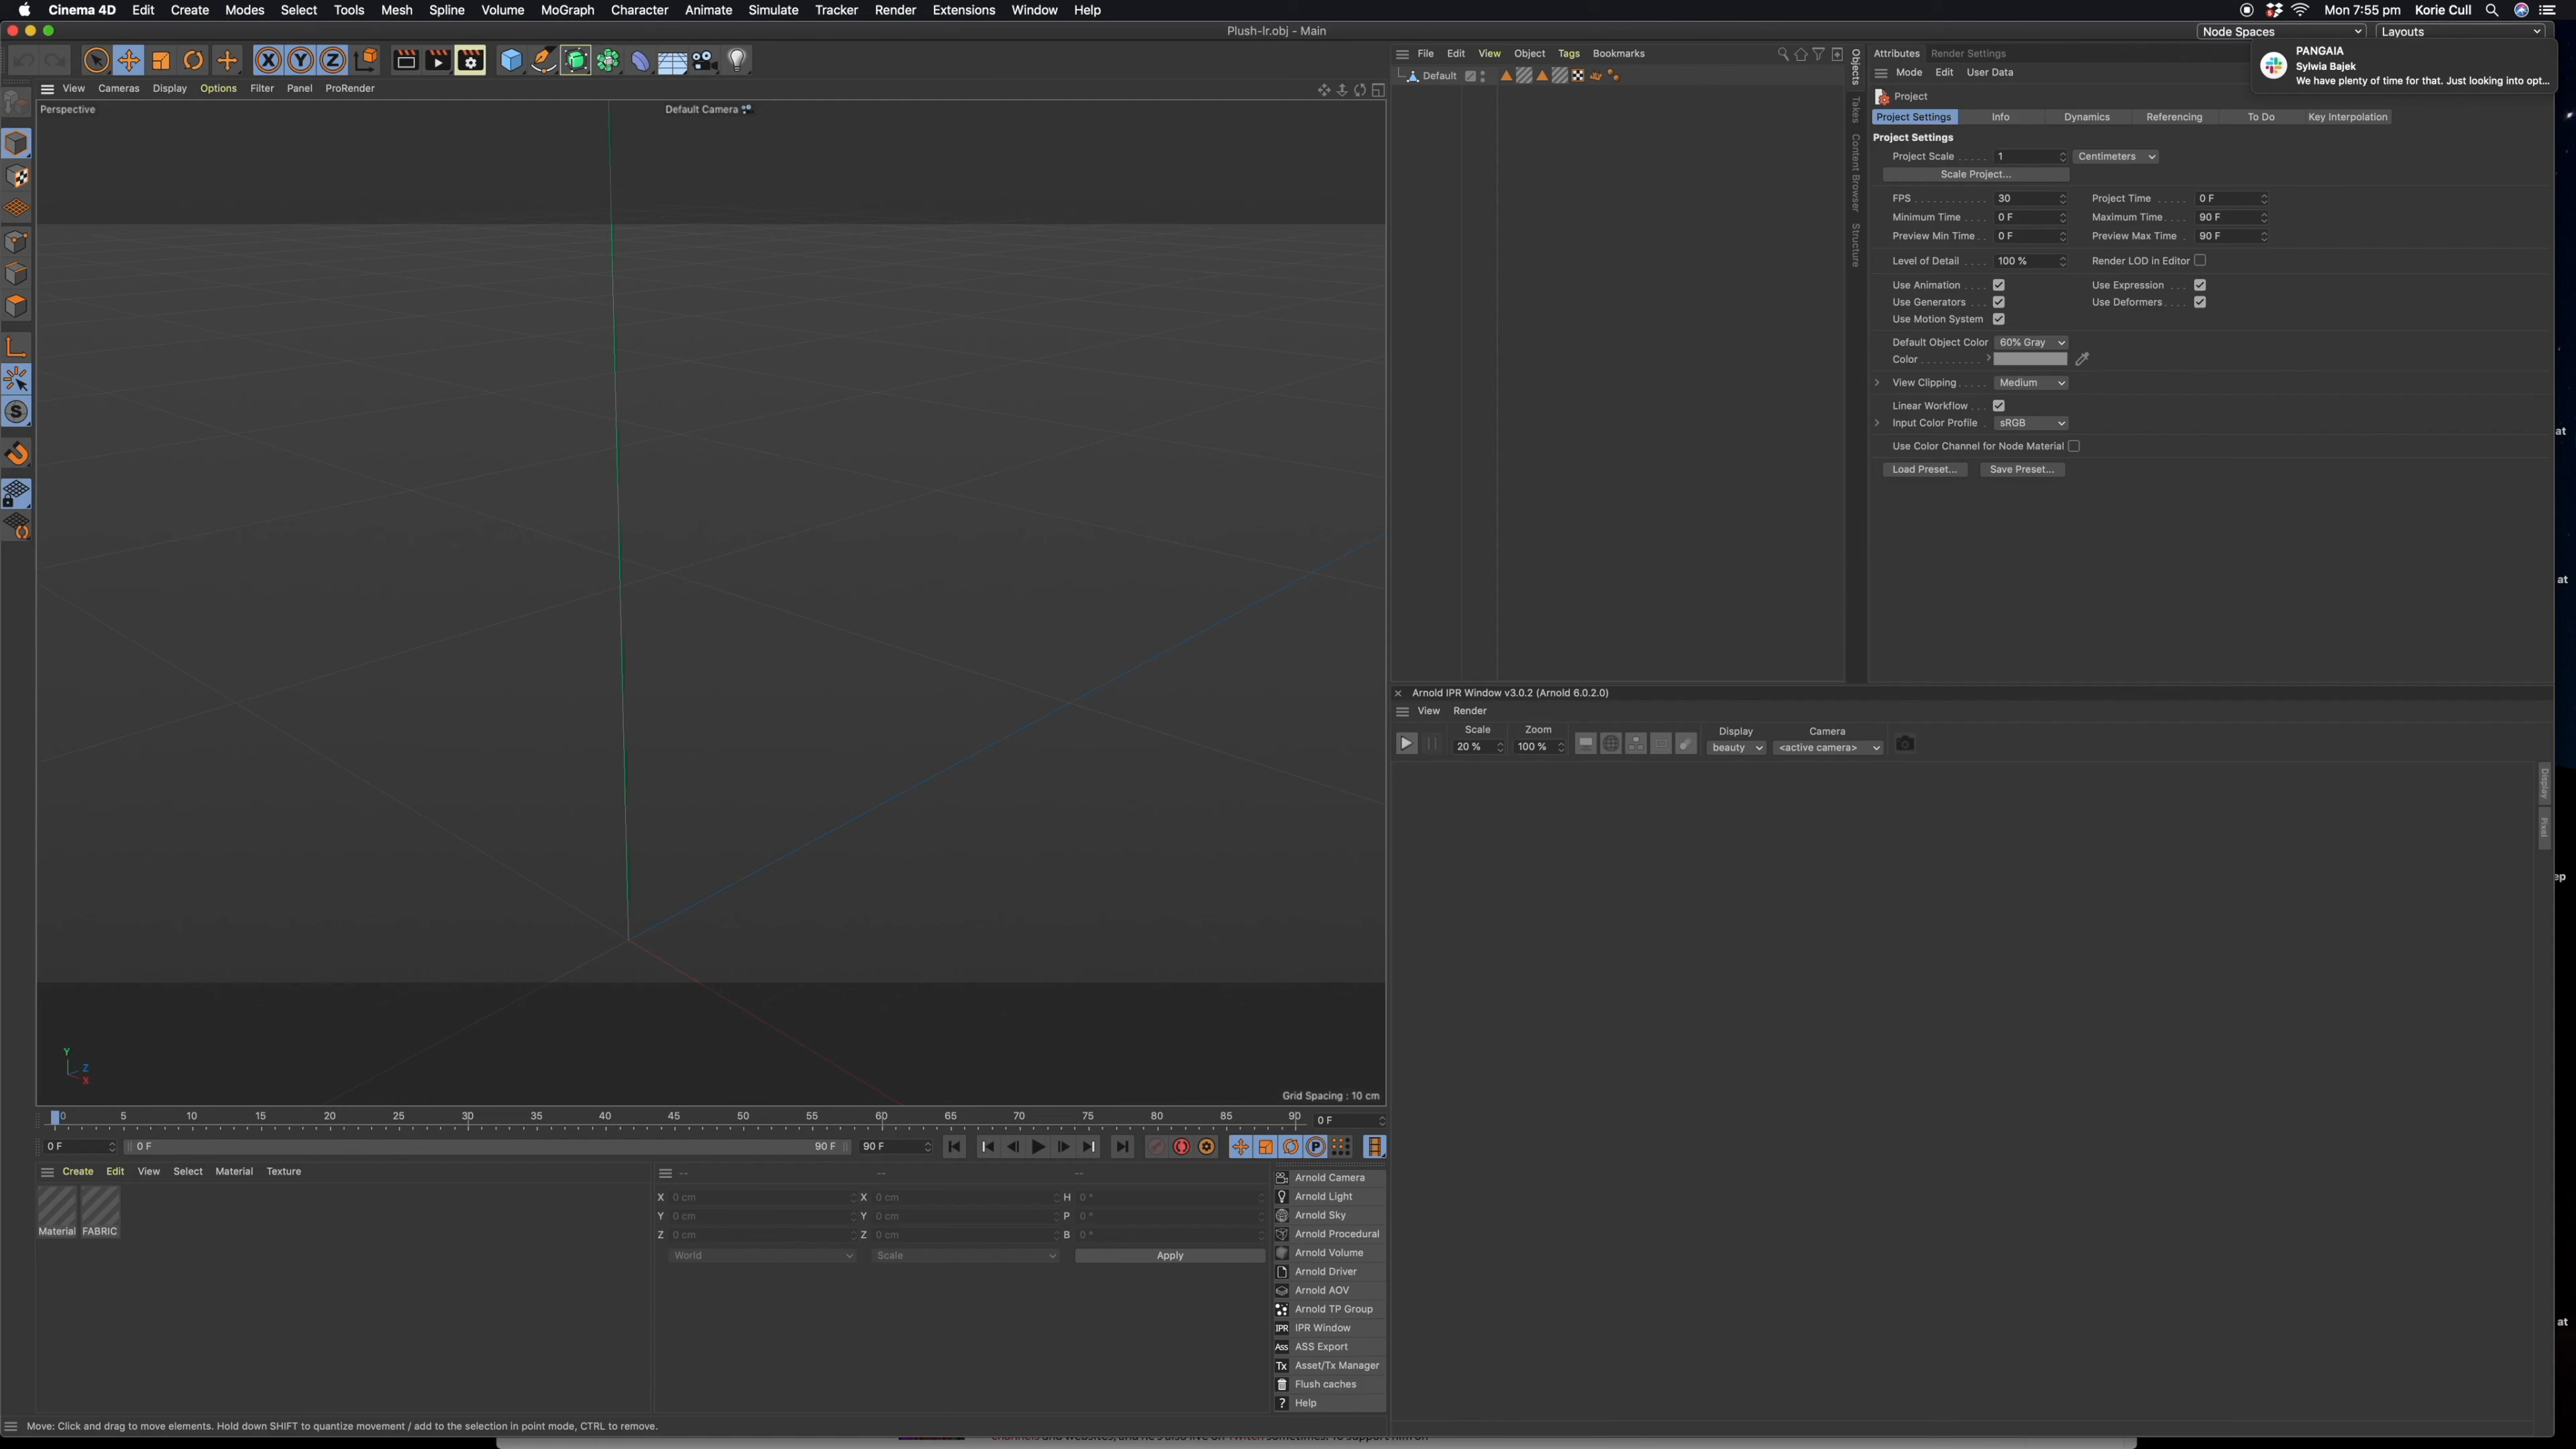 Cinema 4D Edit Create Modes Select Tools Mesh Spline Volume MoGraph Character Animate Simulate Tracker Render Extensions Window Help
Mon 7:55 pm Korie Cull
Plush-lr.obj - Main
Node Spaces Layouts
PANGAIA
Sylwia Bajek
We have plenty of time for that. Just looking into opt...
X Y Z
View Cameras Display Options Filter Panel ProRender
Perspective
Default Camera
Y
Z
X
Grid Spacing : 10 cm
S
File Edit View Object Tags Bookmarks
Default
Objects
Takes
Content Browser
Structure
Attributes Render Settings
Mode Edit User Data
Project
Project Settings Info Dynamics Referencing To Do Key Interpolation
Project Settings
Project Scale 1 Centimeters
Scale Project...
FPS 30 Project Time 0 F
Minimum Time 0 F Maximum Time 90 F
Preview Min Time 0 F Preview Max Time 90 F
Level of Detail 100 % Render LOD in Editor
Use Animation Use Expression
Use Generators Use Deformers
Use Motion System
Default Object Color 60% Gray
Color
View Clipping Medium
Linear Workflow
Input Color Profile sRGB
Use Color Channel for Node Material
Load Preset... Save Preset...
at
at
ep
at
Arnold IPR Window v3.0.2 (Arnold 6.0.2.0)
View Render
Scale Zoom Display Camera
20 % 100 % beauty <active camera>
Display
Pixel
0 5 10 15 20 25 30 35 40 45 50 55 60 65 70 75 80 85 90 0 F
0 F 0 F 90 F 90 F
P
Create Edit View Select Material Texture
Material FABRIC
-- -- --
X 0 cm X 0 cm H 0 °
Y 0 cm Y 0 cm P 0 °
Z 0 cm Z 0 cm B 0 °
World Scale Apply
Arnold Camera
Arnold Light
Arnold Sky
Arnold Procedural
Arnold Volume
Arnold Driver
Arnold AOV
Arnold TP Group
IPR IPR Window
Ass ASS Export
Tx Asset/Tx Manager
Flush caches
? Help
Move: Click and drag to move elements. Hold down SHIFT to quantize movement / add to the selection in point mode, CTRL to remove.